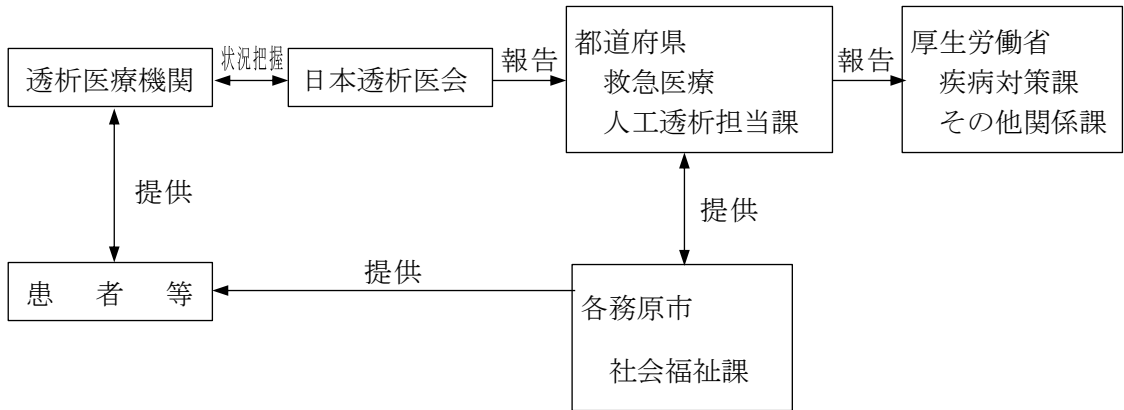 透析医療機関
状況把握
日本透析医会
報告
都道府県
救急医療
人工透析担当課
報告
厚生労働省
疾病対策課
その他関係課
提供
提供
患者等
提供
各務原市
社会福祉課